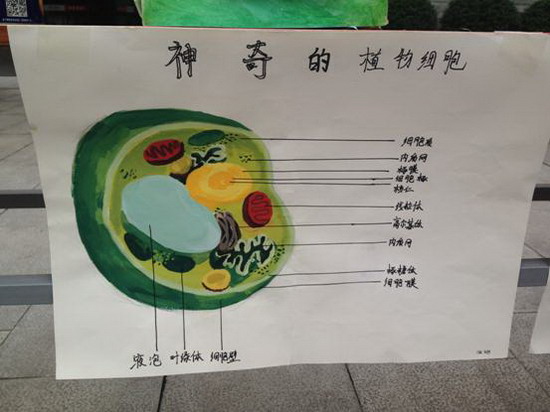 神奇的植物细胞
细胞质
内质网
核膜
细胞核
核仁
线粒体
高尔基体
内质网
核糖体
细胞膜
液泡 叶绿体 细胞壁